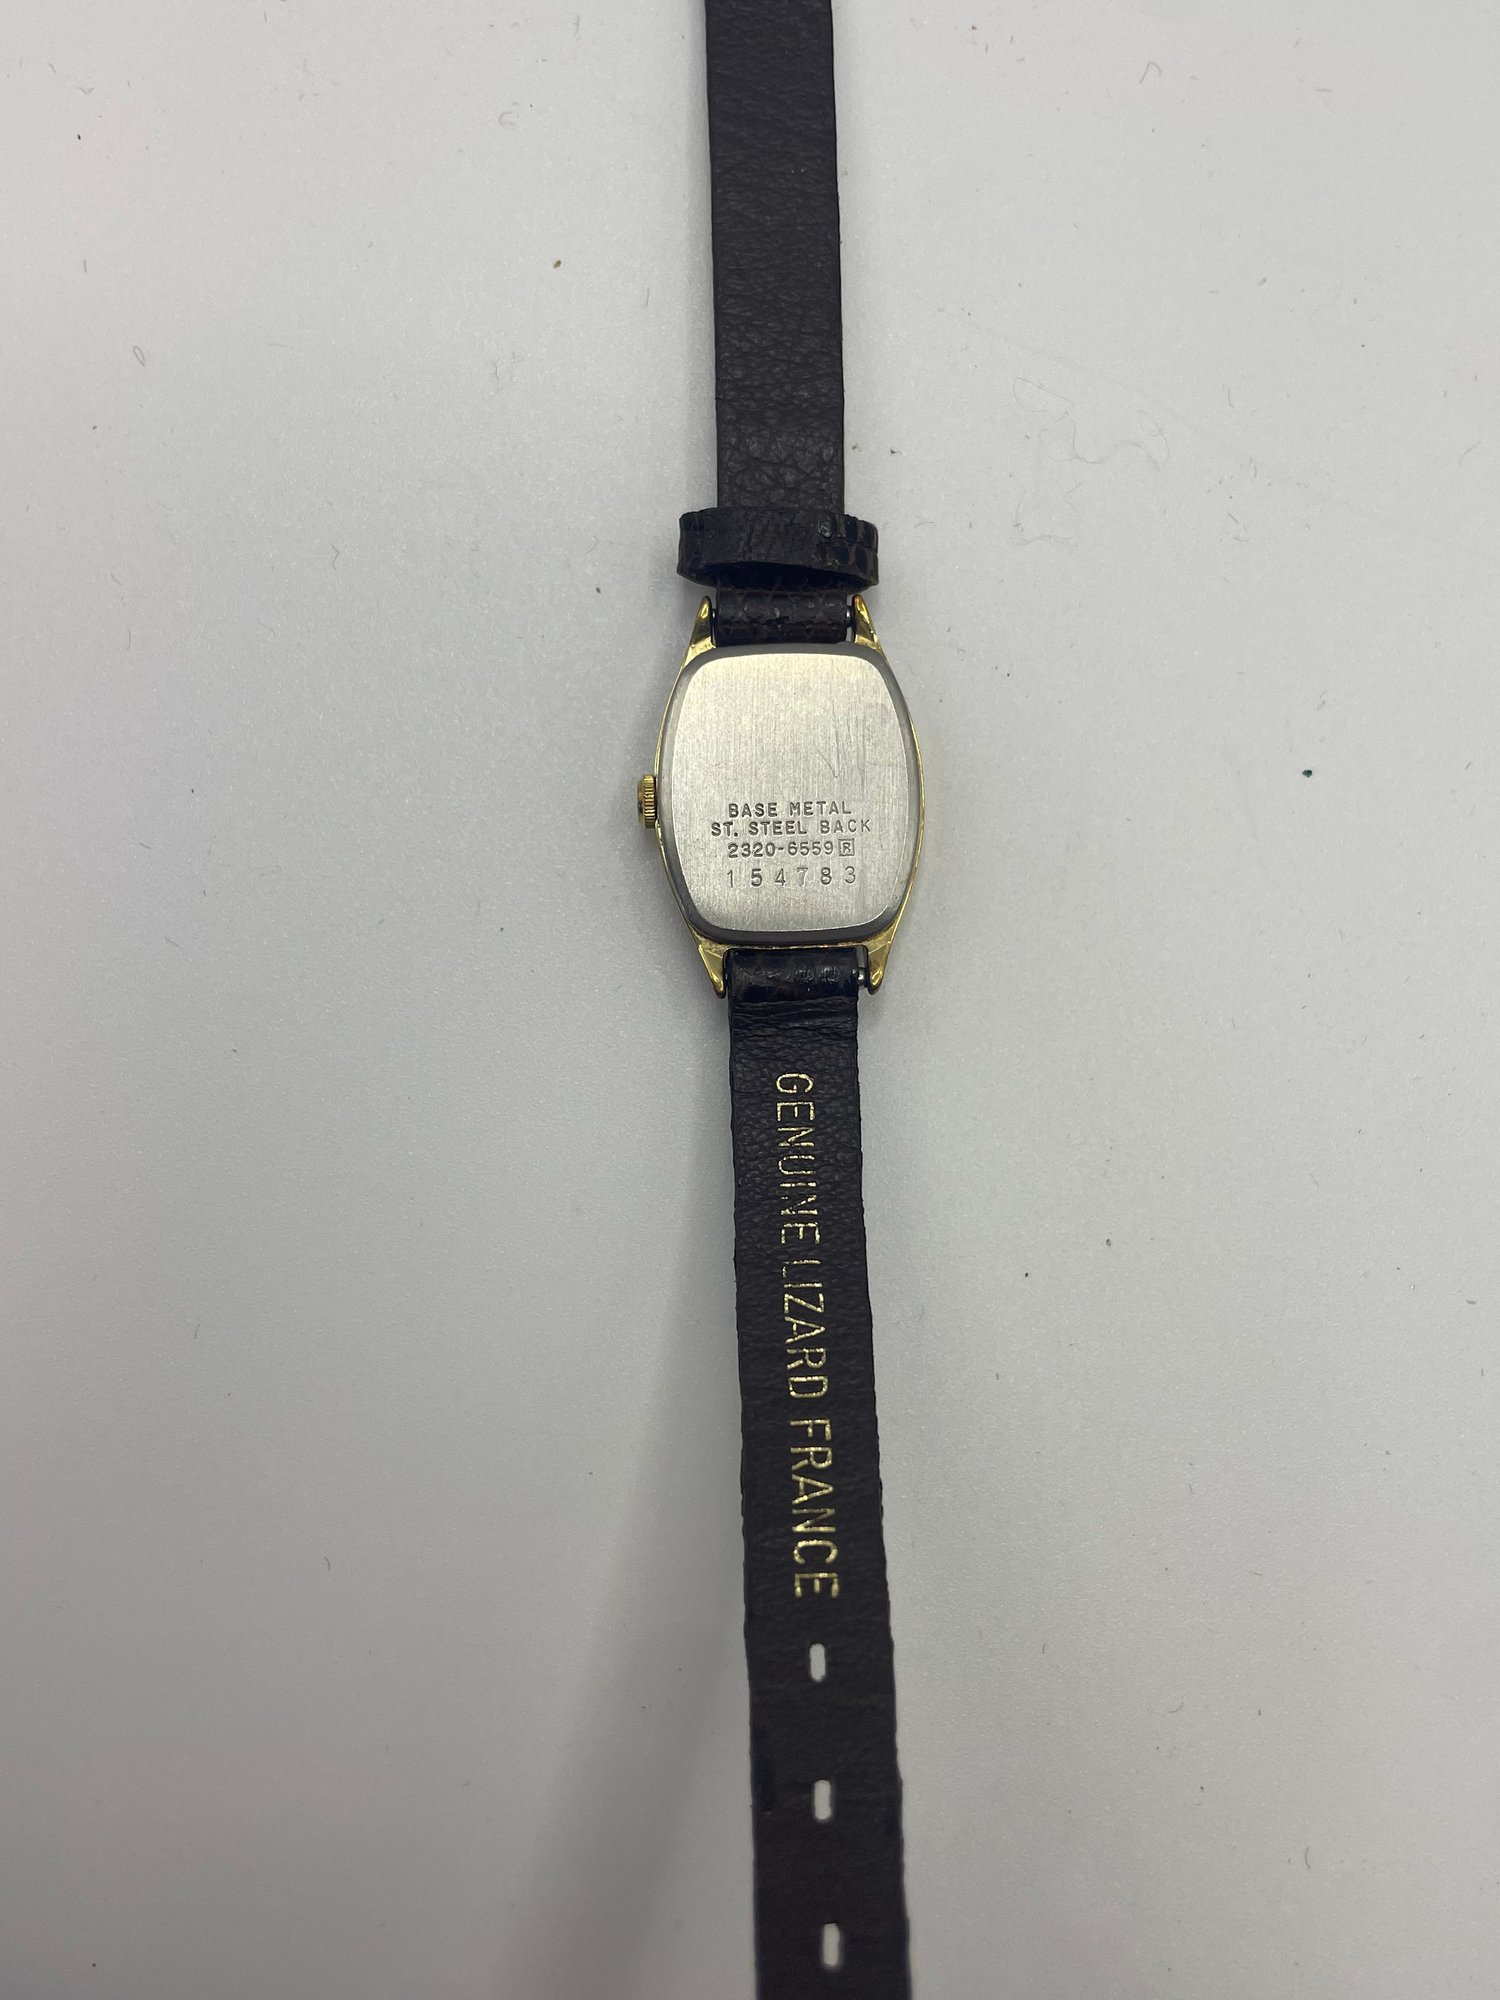 BASE METAL
ST. STEEL BACK
2320-6559 R
154783
GENUINE LIZARD FRANCE